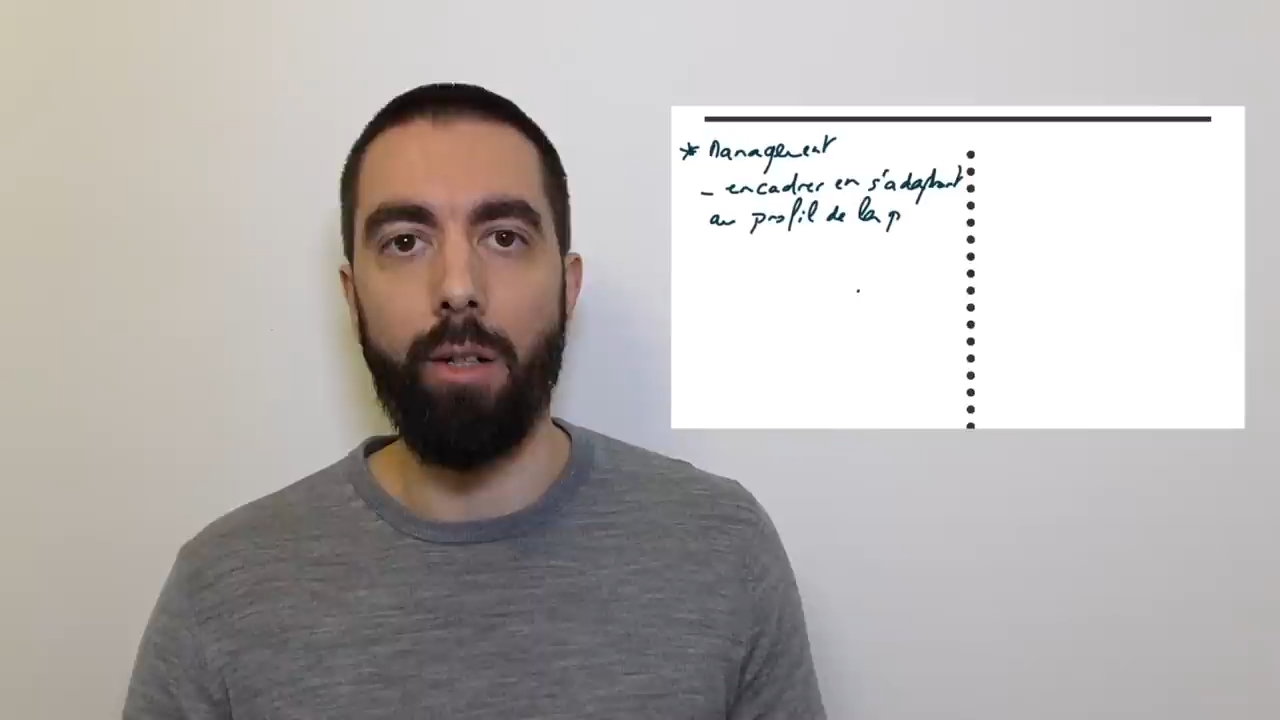 * Management
- encadrer en s'adaptant
au profil de la p